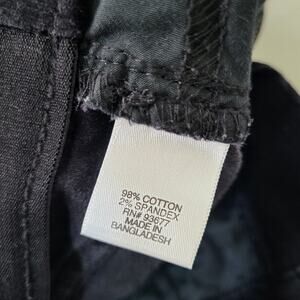 98% COTTON
2% SPANDEX
RN# 93677
MADE IN
BANGLADESH